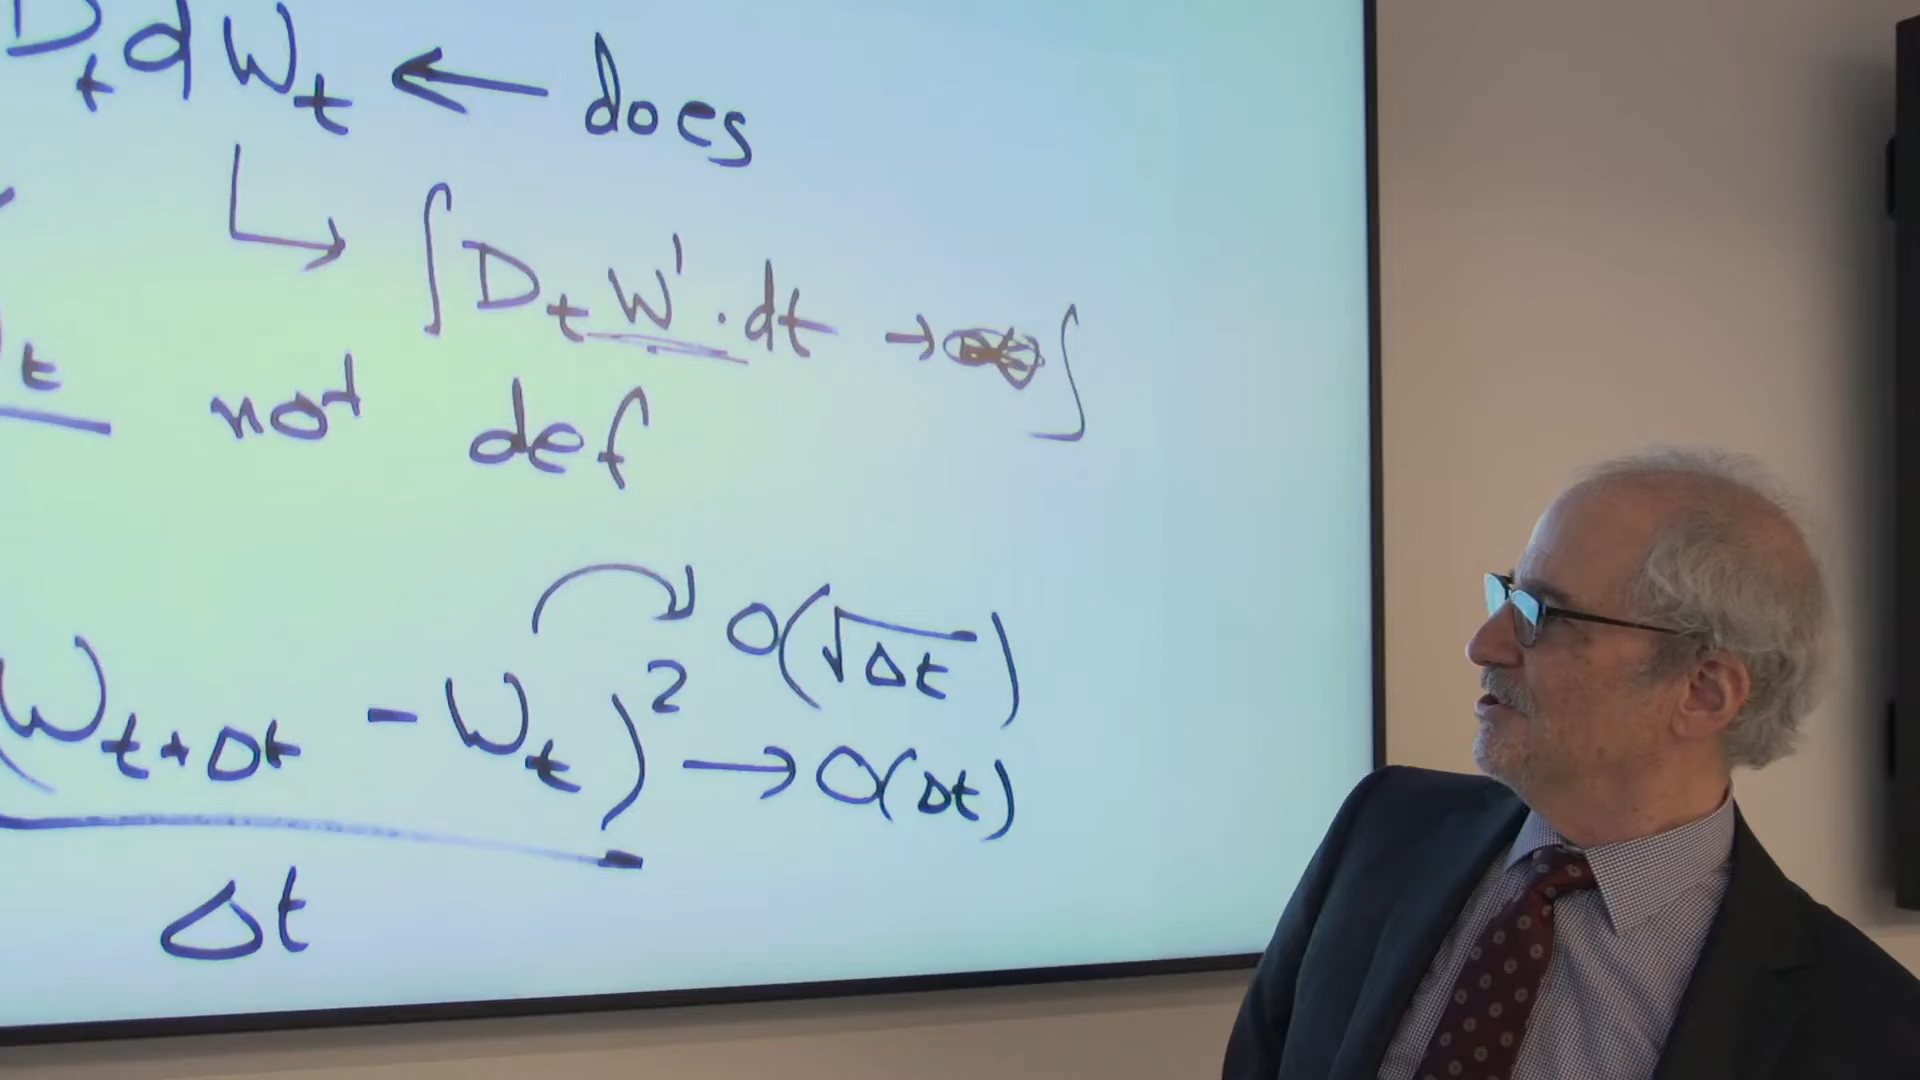 D_t dW_t ← does
∫ D_t W' · dt → ∫
t not def
O(√Δt)
(W_{t+Δt} - W_t)² → O(Δt)
Δt